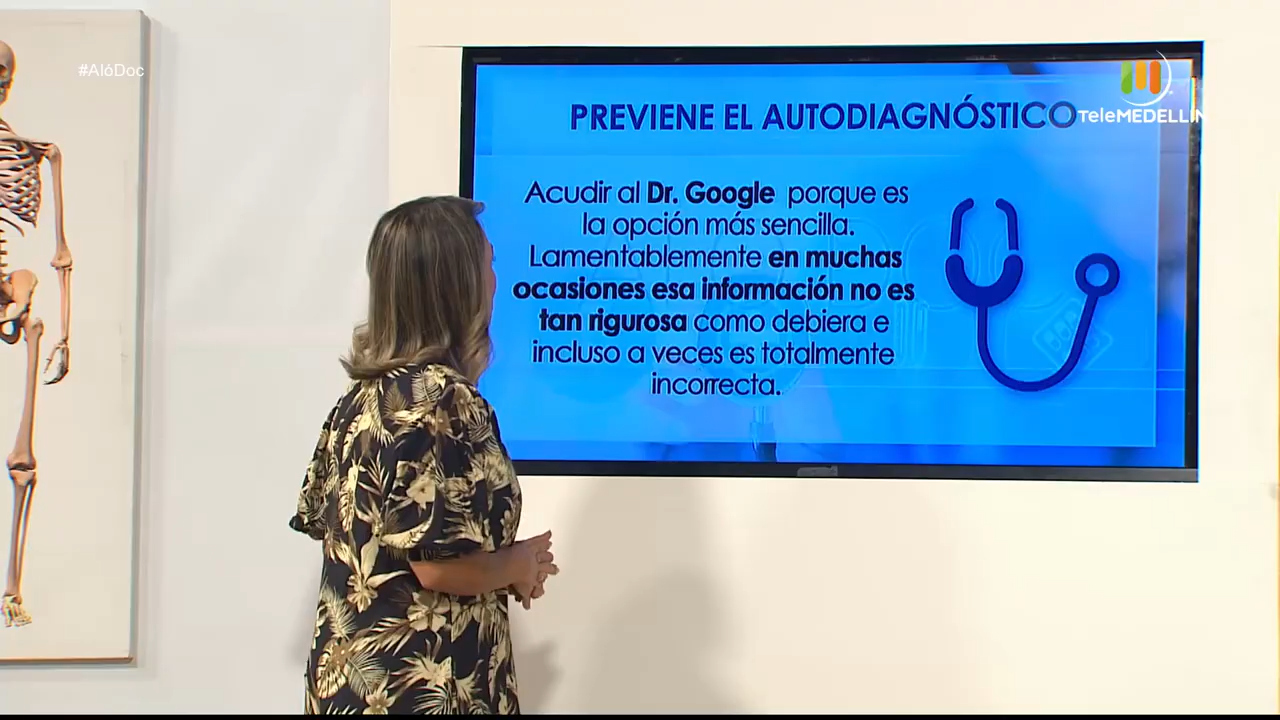 #AlóDoc
TeleMEDELLIN
PREVIENE EL AUTODIAGNÓSTICO
Acudir al Dr. Google porque es
la opción más sencilla.
Lamentablemente en muchas
ocasiones esa información no es
tan rigurosa como debiera e
incluso a veces es totalmente
incorrecta.